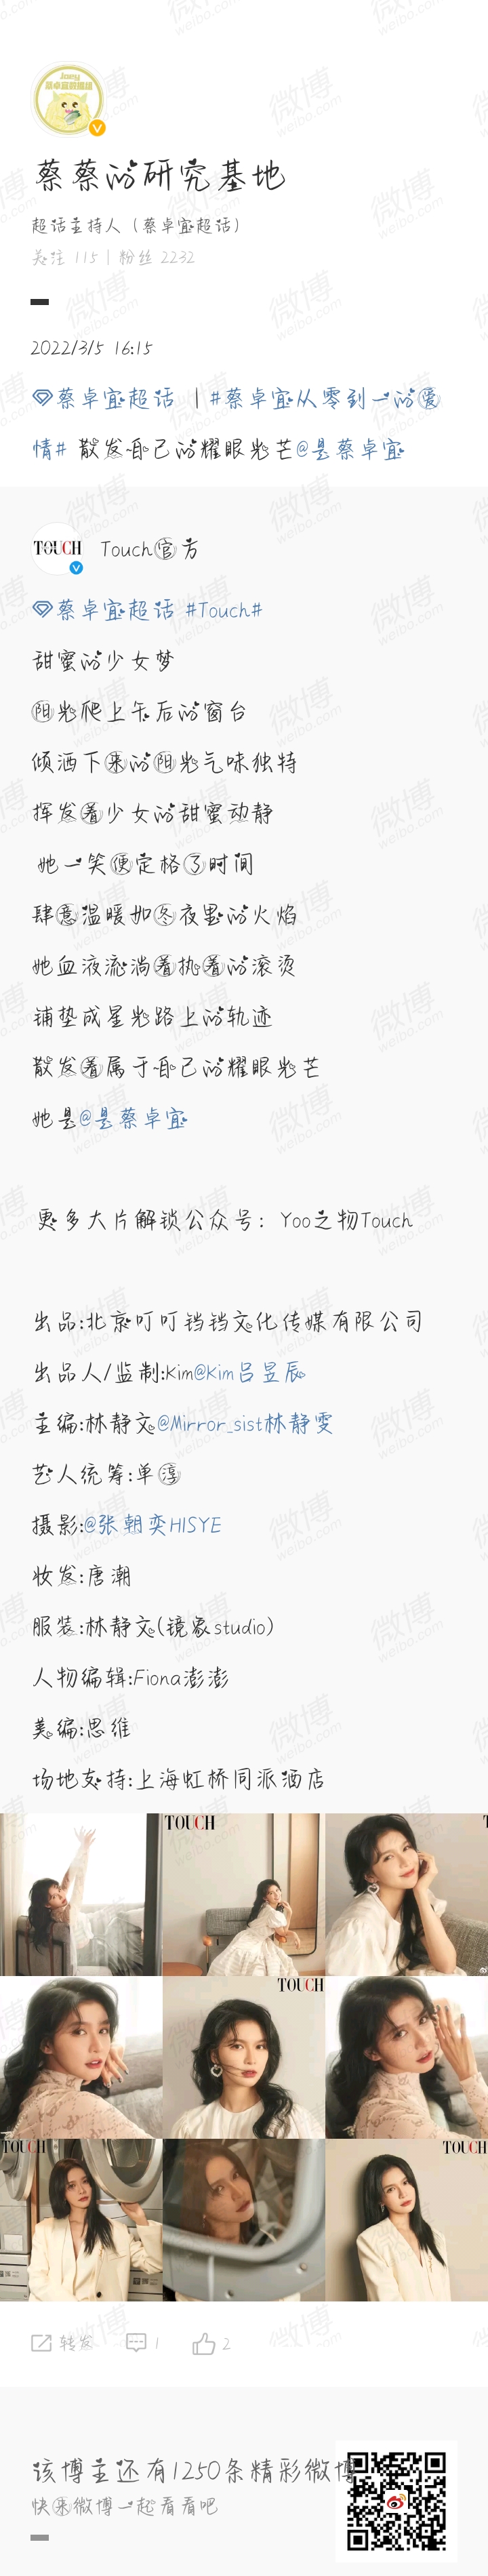 Joey
蔡卓宜数据组
蔡蔡的研究基地
超话主持人（蔡卓宜超话）
关注 115 | 粉丝 2232
2022/3/5 16:15
蔡卓宜超话 | #蔡卓宜从零到一的爱
情# 散发自己的耀眼光芒@是蔡卓宜
TOUCH Touch官方
蔡卓宜超话 #Touch#
甜蜜的少女梦
阳光爬上午后的窗台
倾洒下来的阳光气味独特
挥发着少女的甜蜜动静
她一笑便定格了时间
肆意温暖如冬夜里的火焰
她血液流淌着执着的滚烫
铺垫成星光路上的轨迹
散发着属于自己的耀眼光芒
她是@是蔡卓宜
更多大片解锁公众号：Yoo之物Touch
出品:北京叮叮铛铛文化传媒有限公司
出品人/监制:Kim@Kim吕昱辰
主编:林静文@Mirror_sist林静雯
艺人统筹:单淳
摄影:@张朝奕HISYE
妆发:唐潮
服装:林静文(镜象studio)
人物编辑:Fiona澎澎
美编:思维
场地支持:上海虹桥同派酒店
TOUCH
TOUCH
TOUCH
TOUCH
转发 1 2
该博主还有1250条精彩微博
快来微博一起看看吧
微博
weibo.com